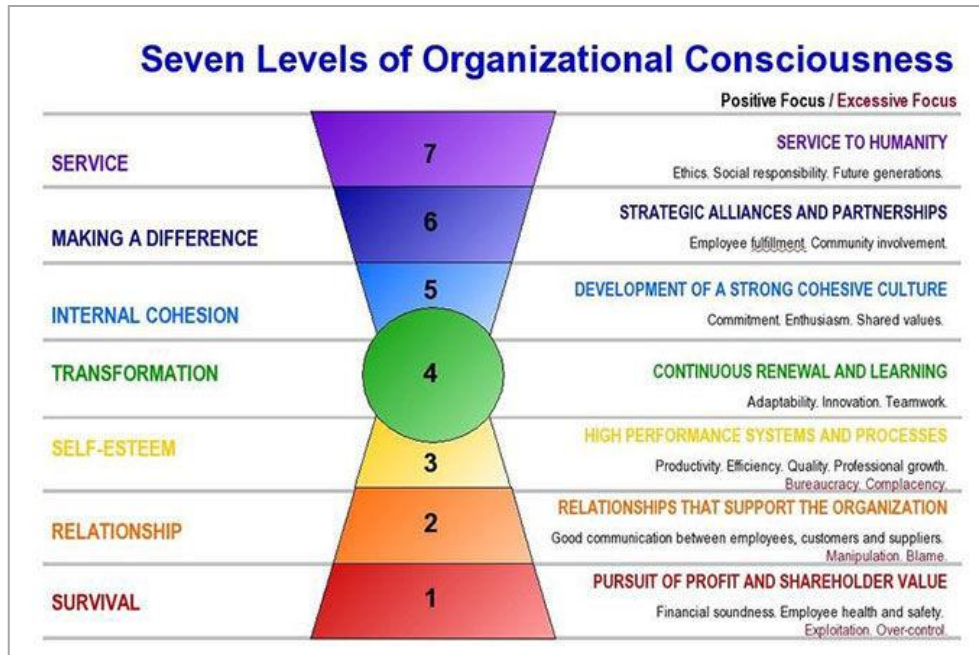 Seven Levels of Organizational Consciousness
Positive Focus / Excessive Focus
SERVICE
7
SERVICE TO HUMANITY
Ethics. Social responsibility. Future generations.
MAKING A DIFFERENCE
6
STRATEGIC ALLIANCES AND PARTNERSHIPS
Employee fulfillment. Community involvement.
INTERNAL COHESION
5
DEVELOPMENT OF A STRONG COHESIVE CULTURE
Commitment. Enthusiasm. Shared values.
TRANSFORMATION
4
CONTINUOUS RENEWAL AND LEARNING
Adaptability. Innovation. Teamwork.
SELF-ESTEEM
3
HIGH PERFORMANCE SYSTEMS AND PROCESSES
Productivity. Efficiency. Quality. Professional growth.
Bureaucracy. Complacency.
RELATIONSHIP
2
RELATIONSHIPS THAT SUPPORT THE ORGANIZATION
Good communication between employees, customers and suppliers.
Manipulation. Blame.
SURVIVAL
1
PURSUIT OF PROFIT AND SHAREHOLDER VALUE
Financial soundness. Employee health and safety.
Exploitation. Over-control.